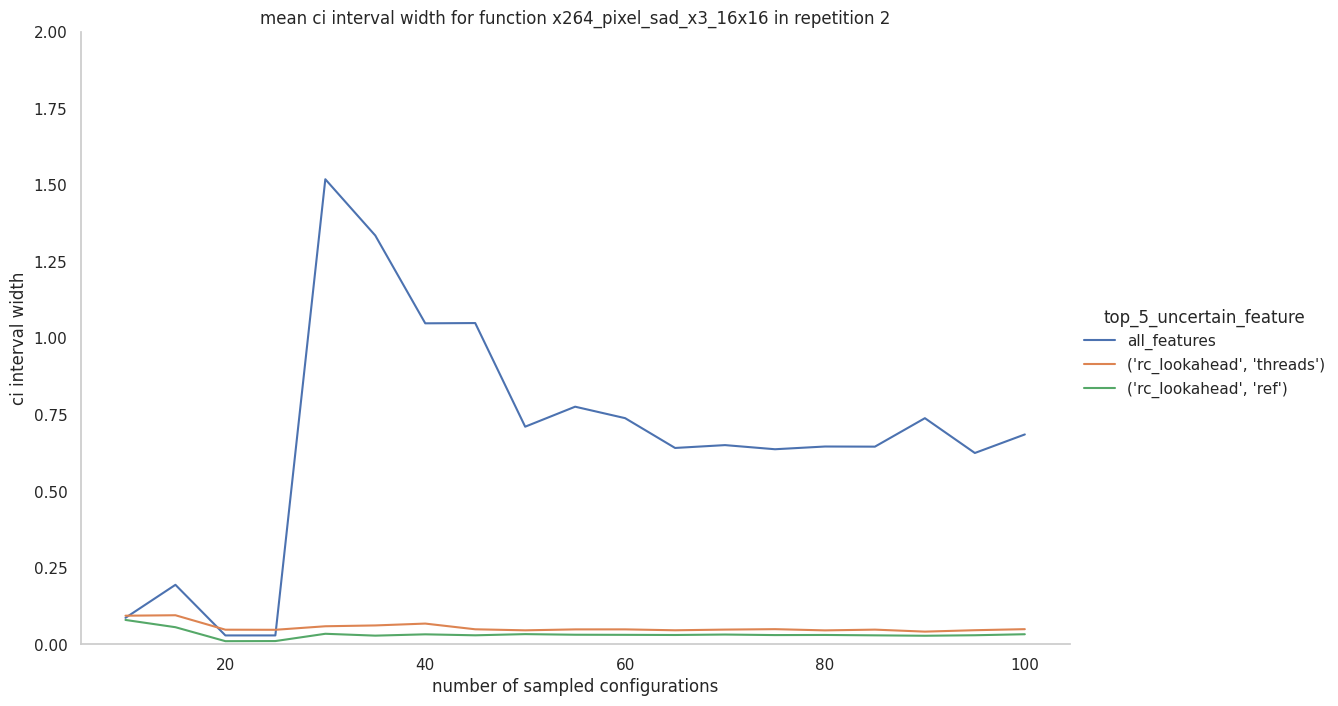 mean ci interval width for function x264_pixel_sad_x3_16x16 in repetition 2
2.00
1.75
1.50
1.25
1.00
0.75
0.50
0.25
0.00
ci interval width
20
40
60
80
100
number of sampled configurations
top_5_uncertain_feature
all_features
('rc_lookahead', 'threads')
('rc_lookahead', 'ref')